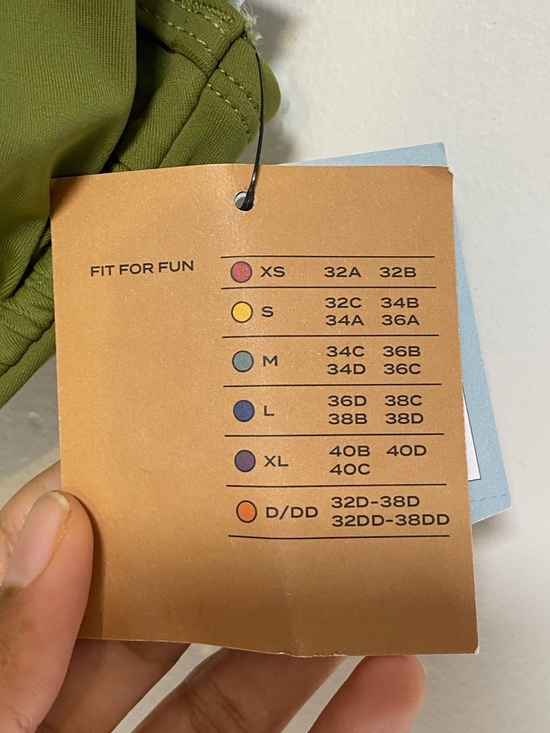 FIT FOR FUN
XS 32A 32B
S 32C 34B
34A 36A
M 34C 36B
34D 36C
L 36D 38C
38B 38D
XL 40B 40D
40C
D/DD 32D-38D
32DD-38DD